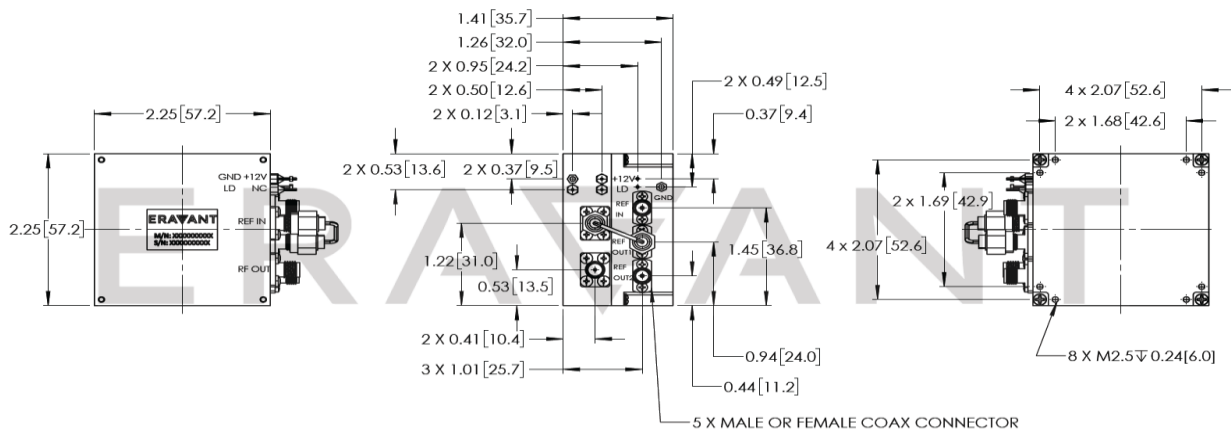 2.25[57.2]
2.25[57.2]
GND +12V
LD NC
REF IN
RF OUT
ERAVANT
M/N: XXXXXXXXXX
S/N: XXXXXXXXXX
1.41[35.7]
1.26[32.0]
2 X 0.95[24.2]
2 X 0.50[12.6]
2 X 0.12[3.1]
2 X 0.53[13.6]
2 X 0.37[9.5]
2 X 0.49[12.5]
0.37[9.4]
+12V
LD
GND
REF
IN
REF
OUT1
REF
OUT2
1.22[31.0]
0.53[13.5]
2 X 0.41[10.4]
3 X 1.01[25.7]
1.45[36.8]
0.94[24.0]
0.44[11.2]
5 X MALE OR FEMALE COAX CONNECTOR
4 x 2.07[52.6]
2 x 1.68[42.6]
2 x 1.69[42.9]
4 x 2.07[52.6]
8 X M2.5↧0.24[6.0]
ERAVANT